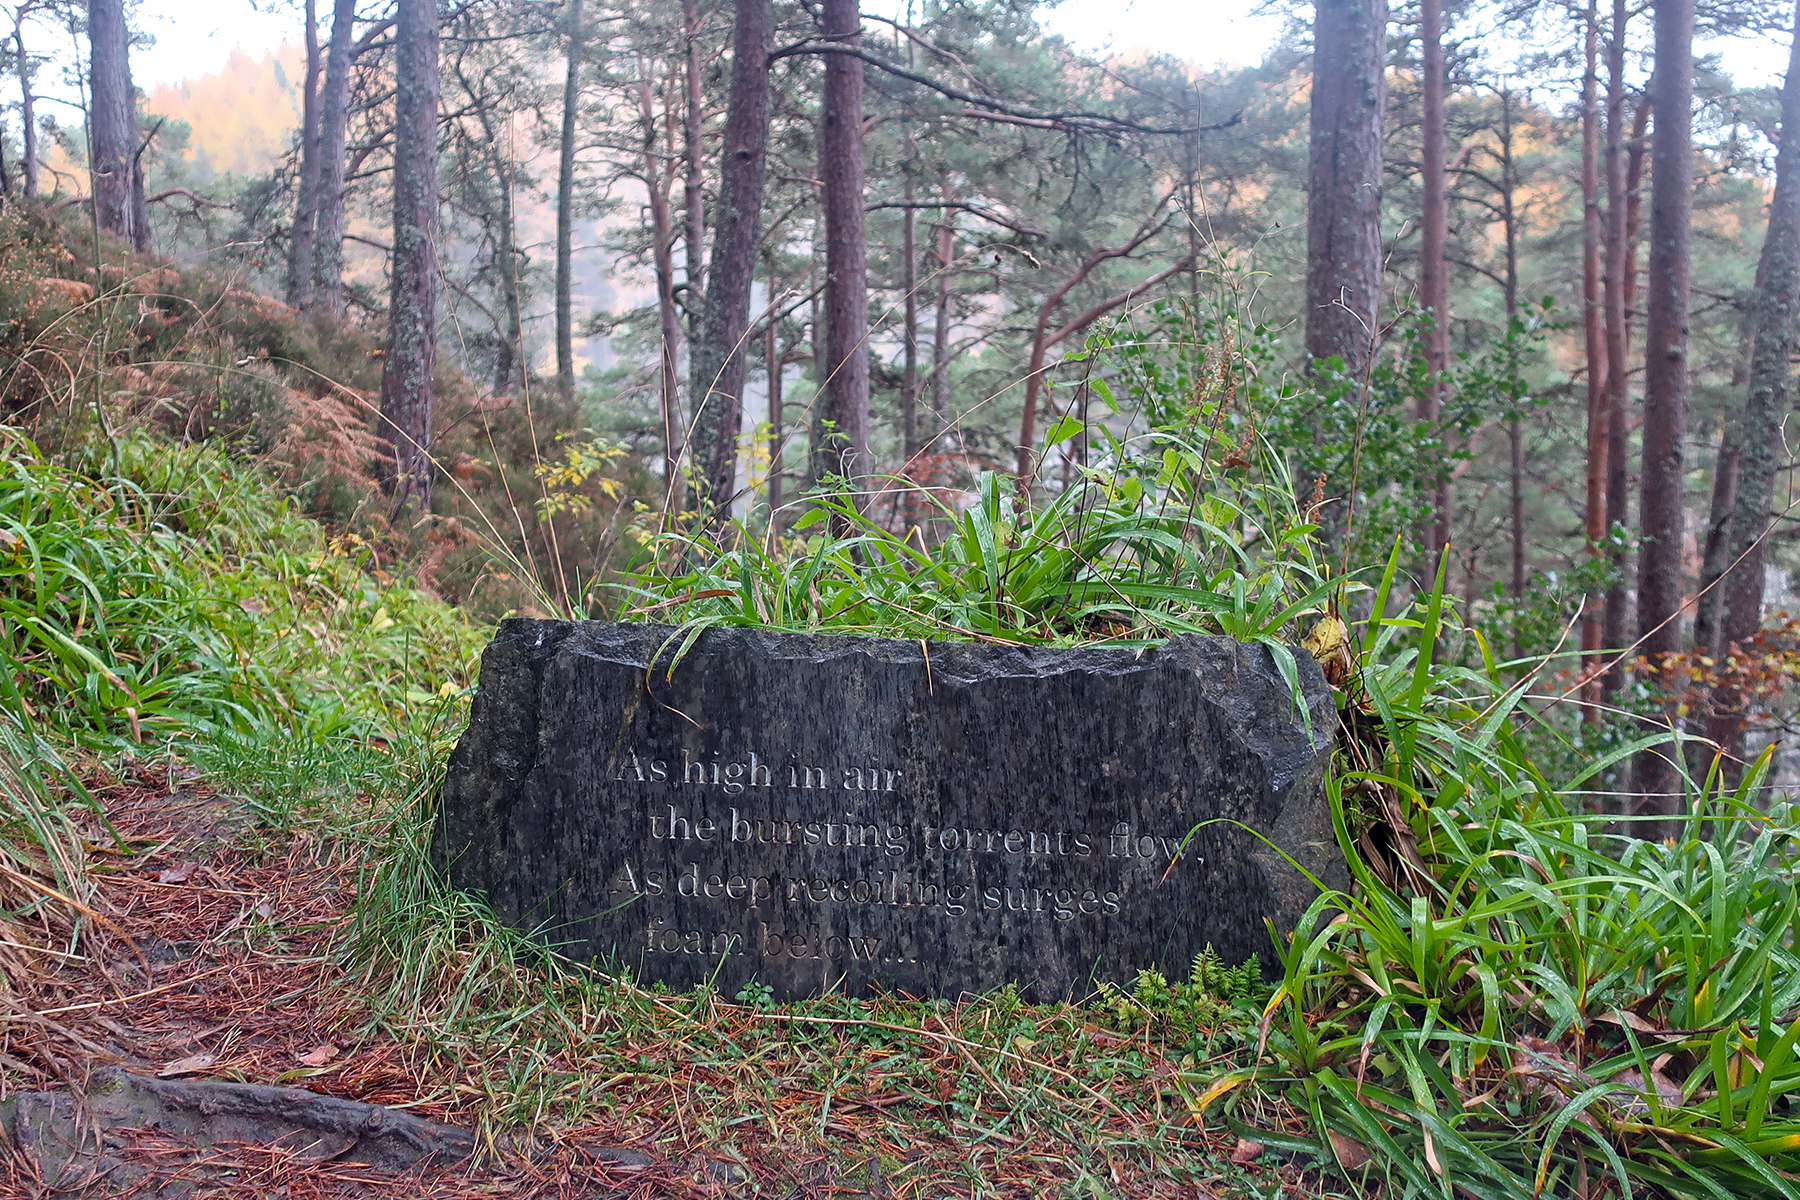 As high in air
the bursting torrents flow,
As deep recoiling surges
foam below...